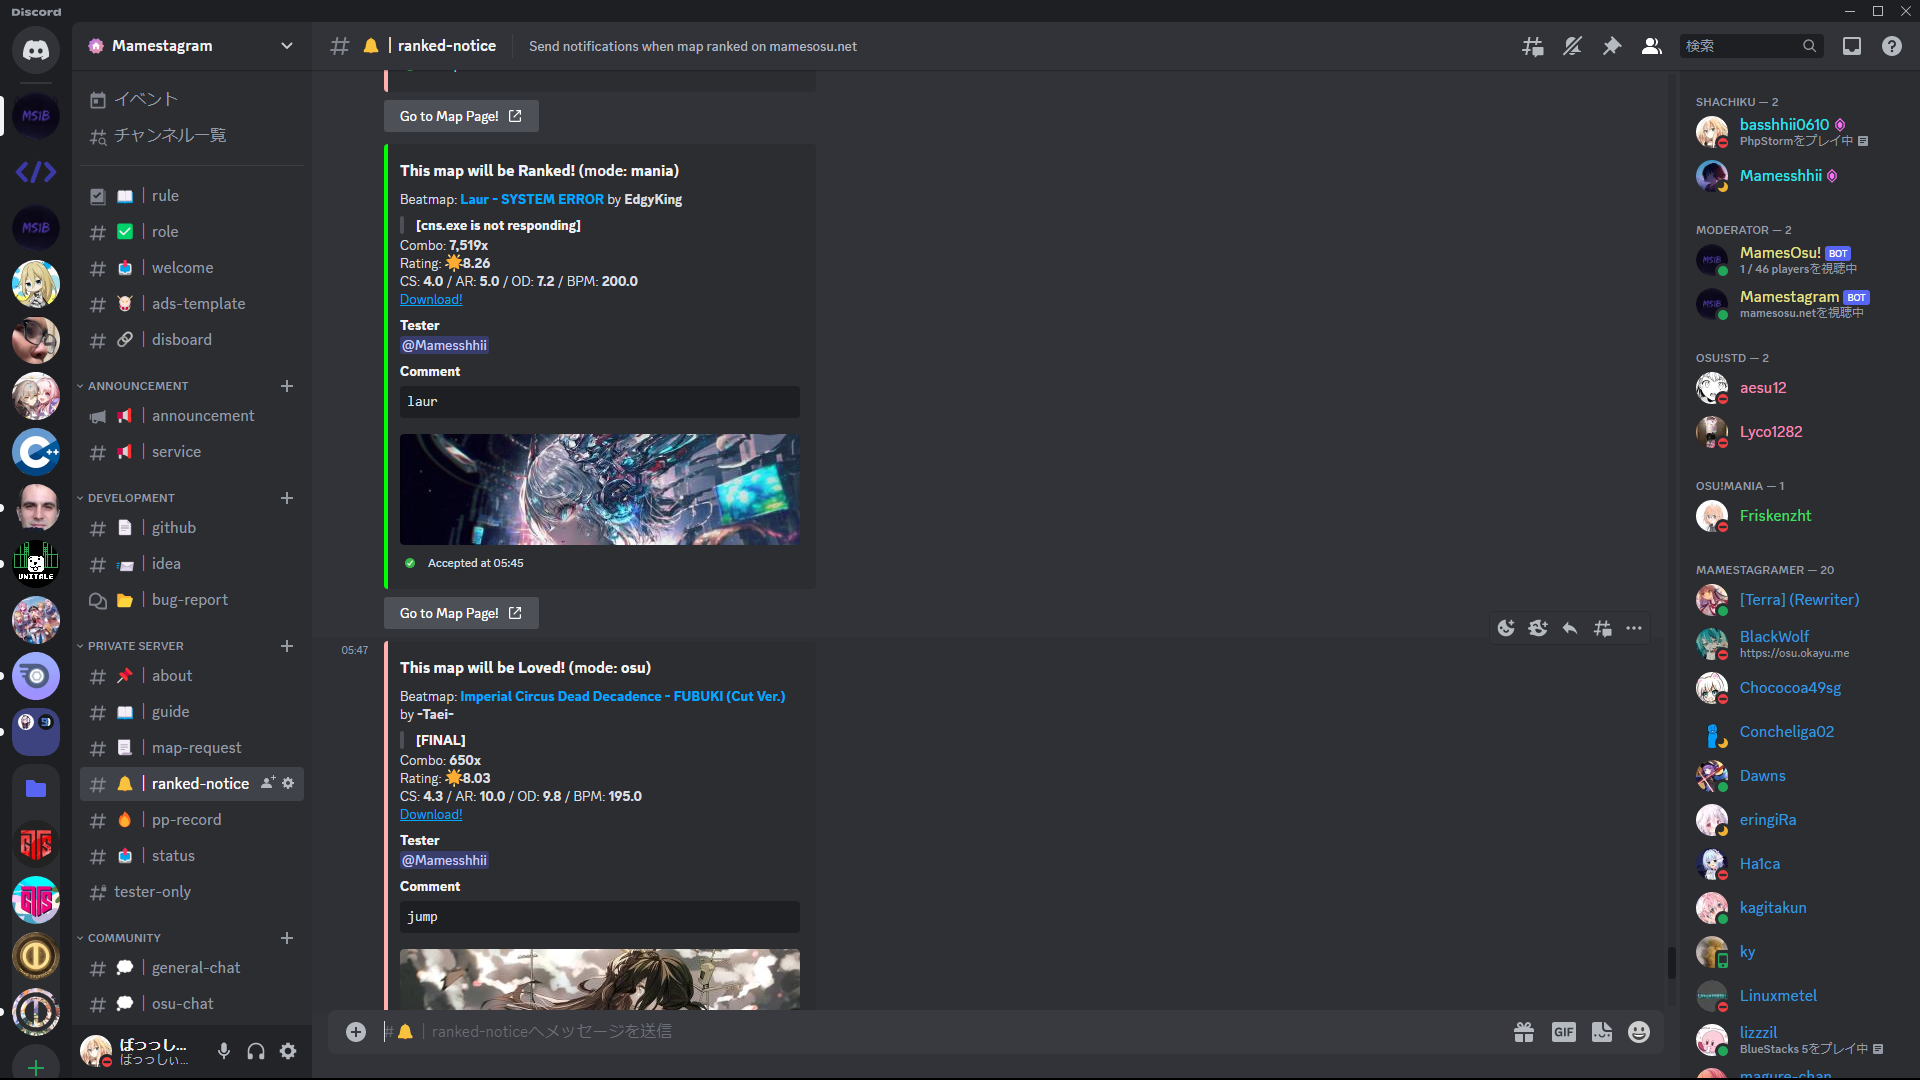 Discord
Mamestagram
イベント
チャンネル一覧
rule
role
welcome
ads-template
disboard
ANNOUNCEMENT
announcement
service
DEVELOPMENT
github
idea
bug-report
PRIVATE SERVER
about
guide
map-request
ranked-notice
pp-record
status
tester-only
COMMUNITY
general-chat
osu-chat
ばっっし...
ばっっしぃ...
MSIB
MSIB
UNITALE
ranked-notice
Send notifications when map ranked on mamesosu.net
検索
Go to Map Page!
This map will be Ranked! (mode: mania)
Beatmap: Laur - SYSTEM ERROR by EdgyKing
[cns.exe is not responding]
Combo: 7,519x
Rating: 🌟8.26
CS: 4.0 / AR: 5.0 / OD: 7.2 / BPM: 200.0
Download!
Tester
@Mamesshhii
Comment
laur
Accepted at 05:45
Go to Map Page!
05:47
This map will be Loved! (mode: osu)
Beatmap: Imperial Circus Dead Decadence - FUBUKI (Cut Ver.)
by -Taei-
[FINAL]
Combo: 650x
Rating: 🌟8.03
CS: 4.3 / AR: 10.0 / OD: 9.8 / BPM: 195.0
Download!
Tester
@Mamesshhii
Comment
jump
#🔔｜ranked-noticeへメッセージを送信
GIF
SHACHIKU — 2
basshhii0610
PhpStormをプレイ中
Mamesshhii
MODERATOR — 2
MamesOsu! BOT
1 / 46 playersを視聴中
Mamestagram BOT
mamesosu.netを視聴中
OSU!STD — 2
aesu12
Lyco1282
OSU!MANIA — 1
Friskenzht
MAMESTAGRAMER — 20
[Terra] (Rewriter)
BlackWolf
https://osu.okayu.me
Chococoa49sg
Concheliga02
Dawns
eringiRa
Ha1ca
kagitakun
ky
Linuxmetel
lizzzil
BlueStacks 5をプレイ中
magure-chan